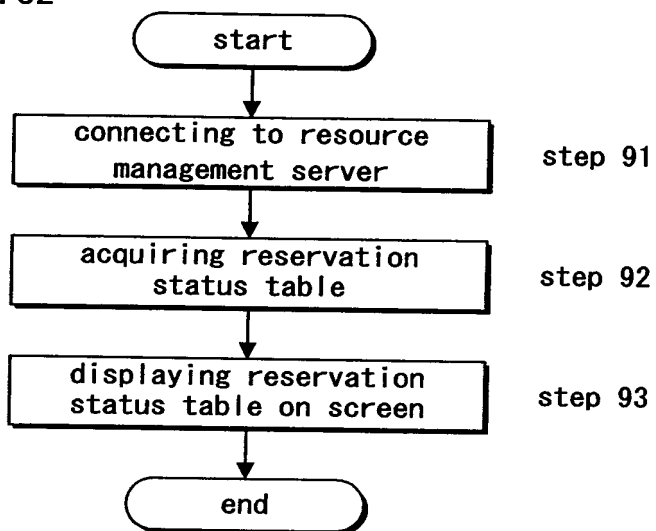 start
connecting to resource
management server
step 91
acquiring reservation
status table
step 92
displaying reservation
status table on screen
step 93
end